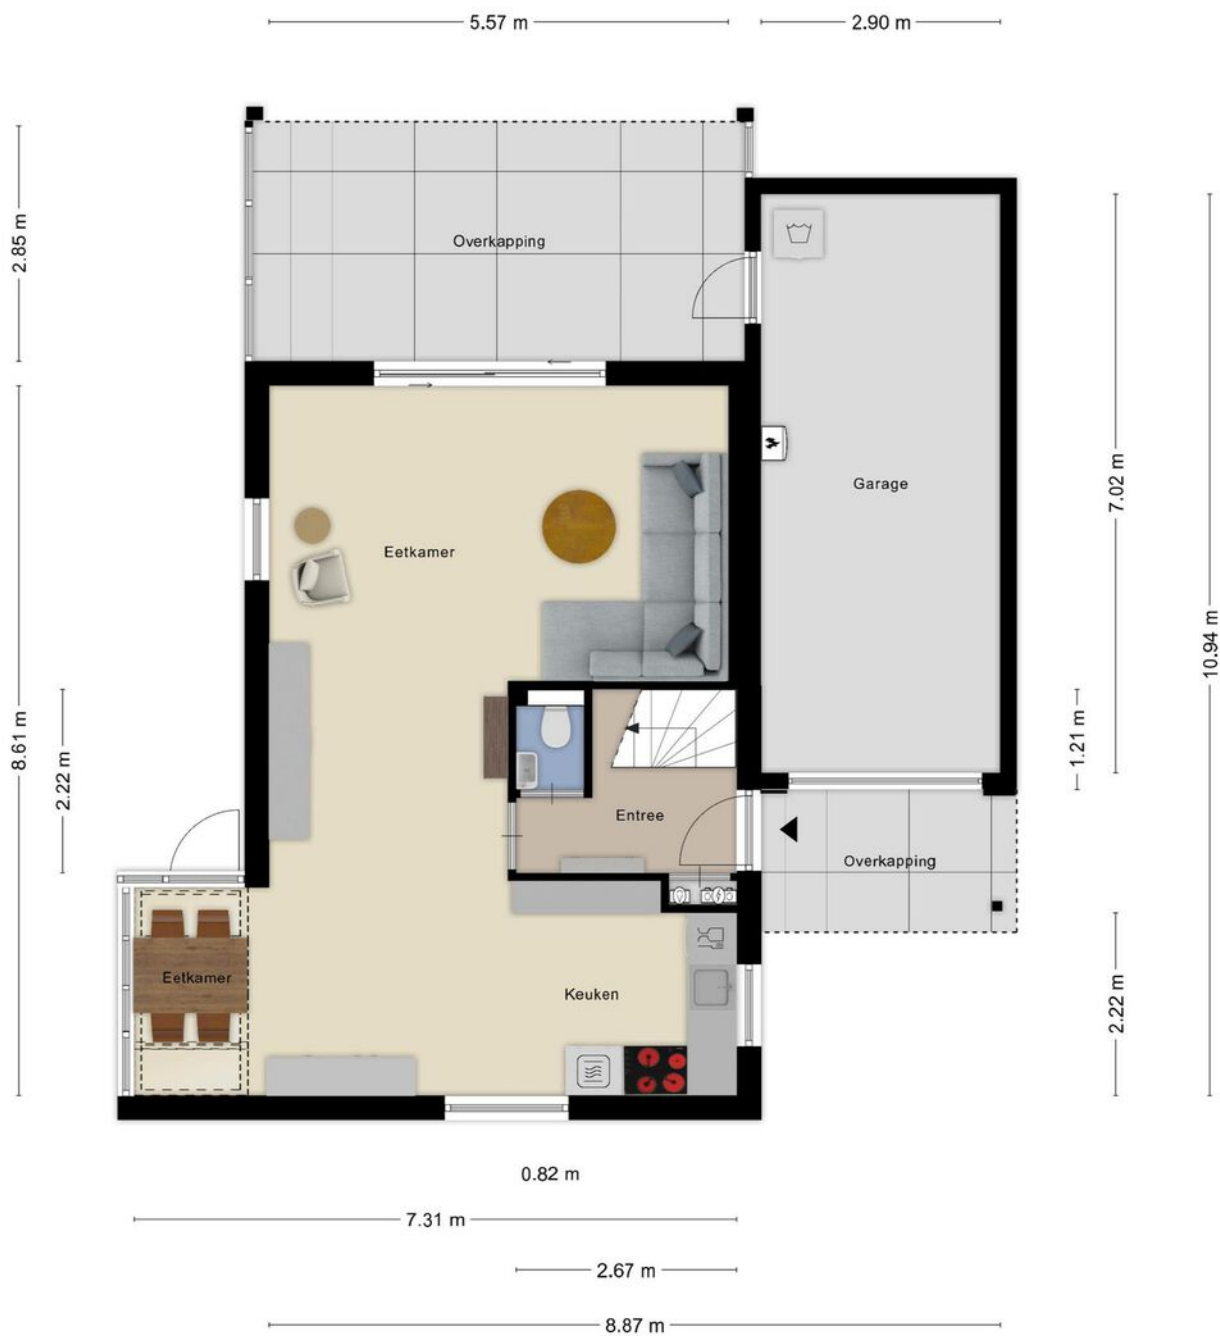 5.57 m
2.90 m
2.85 m
Overkapping
Garage
Eetkamer
7.02 m
10.94 m
8.61 m
2.22 m
1.21 m
Entree
Overkapping
Eetkamer
Keuken
2.22 m
0.82 m
7.31 m
2.67 m
8.87 m